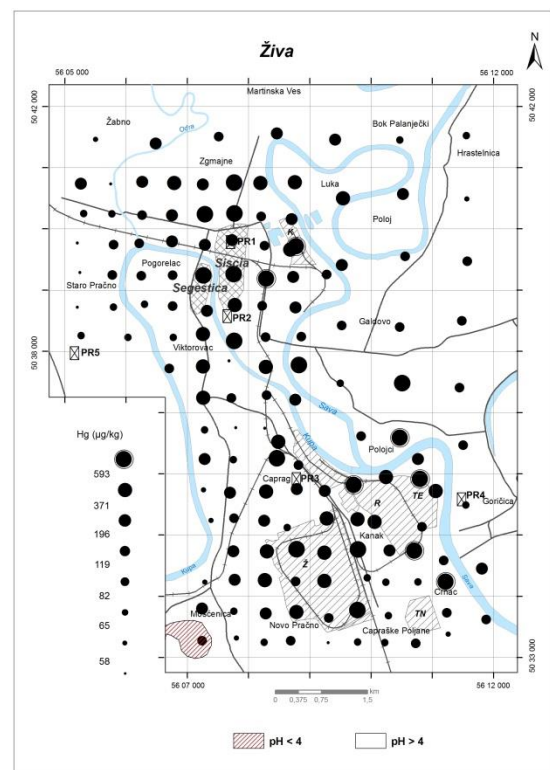 Živa
N
56 05 000
56 12 000
50 42 000
50 42 000
Martinska Ves
Žabno
Odra
Bok Palanječki
Zgmajne
Hrastelnica
Luka
Poloj
K
PR1
Pogorelac
Siscia
Staro Pračno
Segestica
PR2
Galdovo
50 38 000
50 38 000
PR5
Viktorovac
Sava
Kupa
Polojci
Hg (µg/kg)
593
371
196
119
82
65
58
Caprag
PR3
TE
PR4
R
Goričica
Kanak
Ž
Kupa
Sava
Crnac
Mošćenica
TN
Novo Pračno
Capraške Poljane
50 33 000
50 33 000
56 07 000
56 12 000
km
0 0,375 0,75 1,5
pH < 4
pH > 4